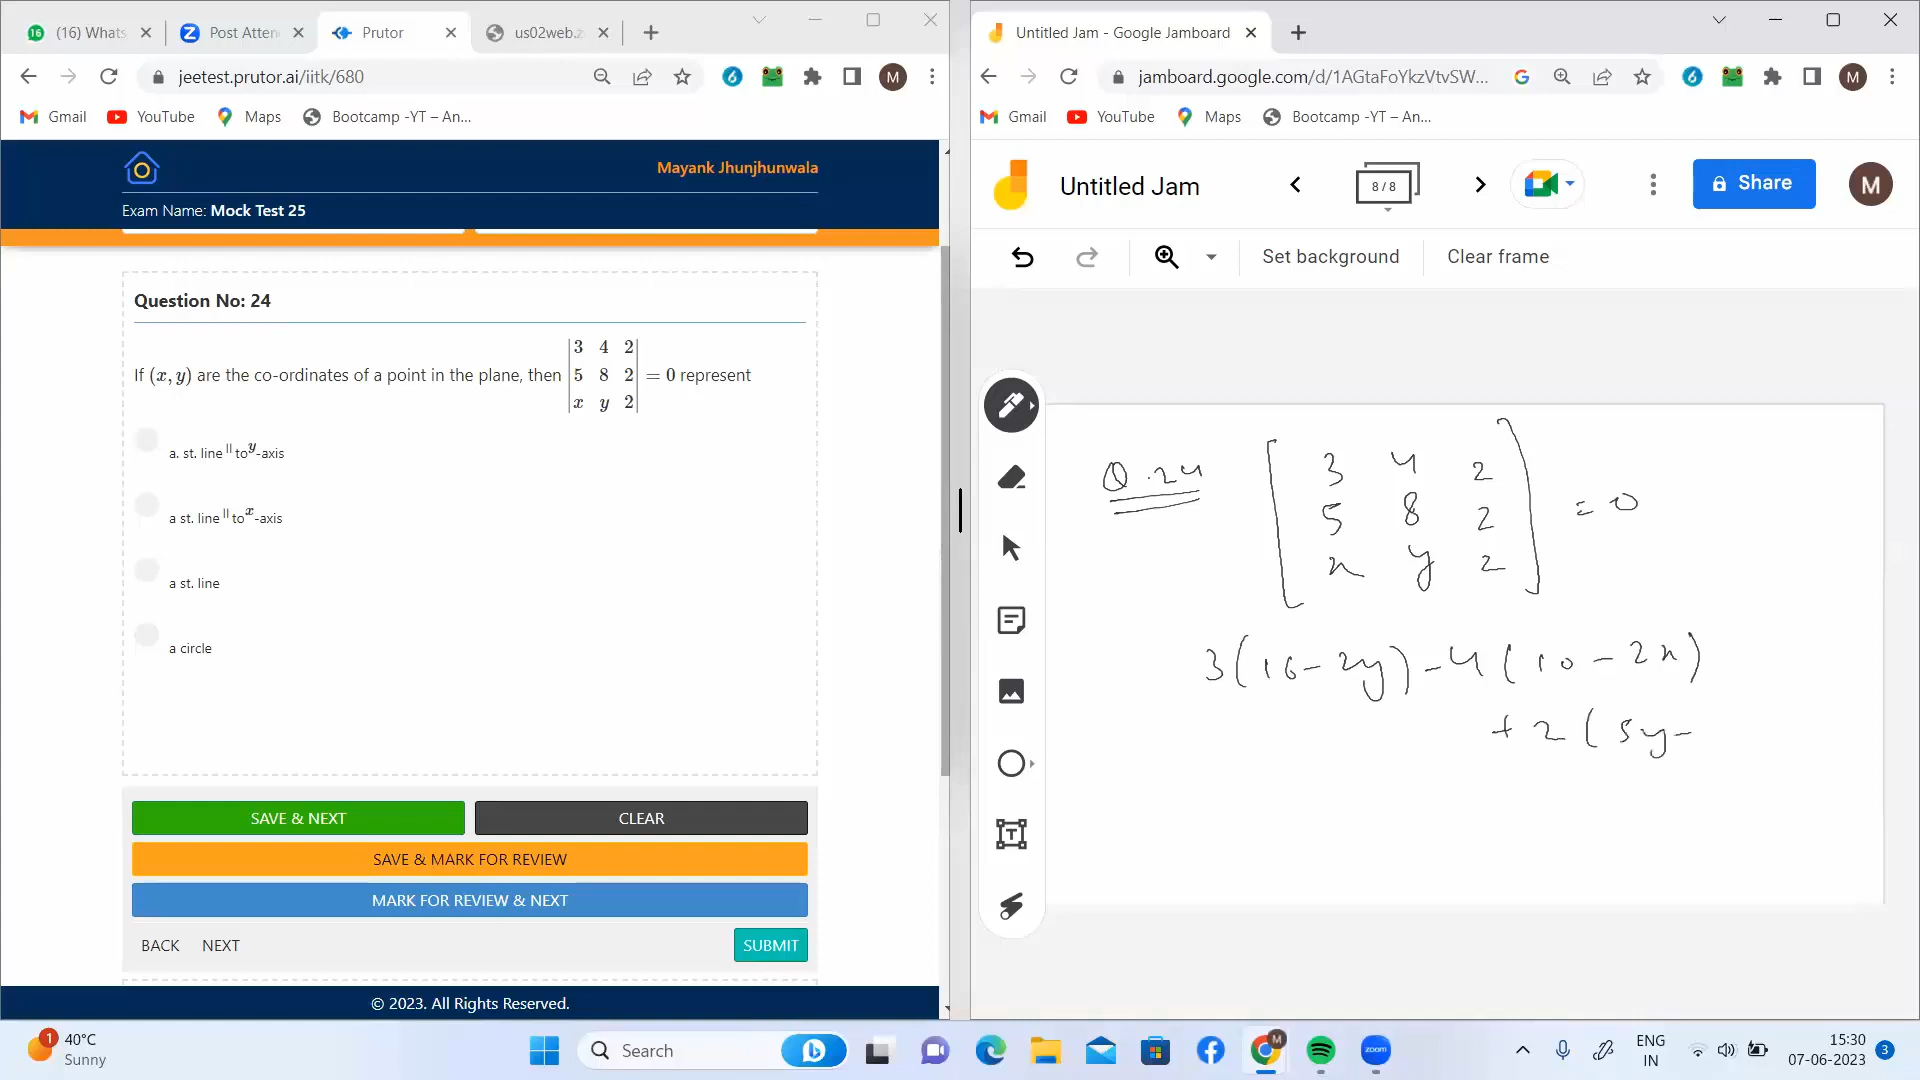 (16) Whats
Post Atten
Prutor
us02web.z
jeetest.prutor.ai/iitk/680
M
Gmail
YouTube
Maps
Bootcamp -YT – An...
Mayank Jhunjhunwala
Exam Name: Mock Test 25
Question No: 24
3 4 2
If (x, y) are the co-ordinates of a point in the plane, then 5 8 2 = 0 represent
x y 2
a. st. line || to y-axis
a st. line || to x-axis
a st. line
a circle
SAVE & NEXT
CLEAR
SAVE & MARK FOR REVIEW
MARK FOR REVIEW & NEXT
BACK NEXT
SUBMIT
© 2023. All Rights Reserved.
Untitled Jam - Google Jamboard
jamboard.google.com/d/1AGtaFoYkzVtvSW...
M
Gmail
YouTube
Maps
Bootcamp -YT – An...
Untitled Jam
8 / 8
Share
M
Set background
Clear frame
Q.24
3 4 2
5 8 2 = 0
x y 2
3(16-2y)-4(10-2x)
+2(5y-
1
40°C
Sunny
Search
M
zoom
ENG
IN
15:30
07-06-2023
3